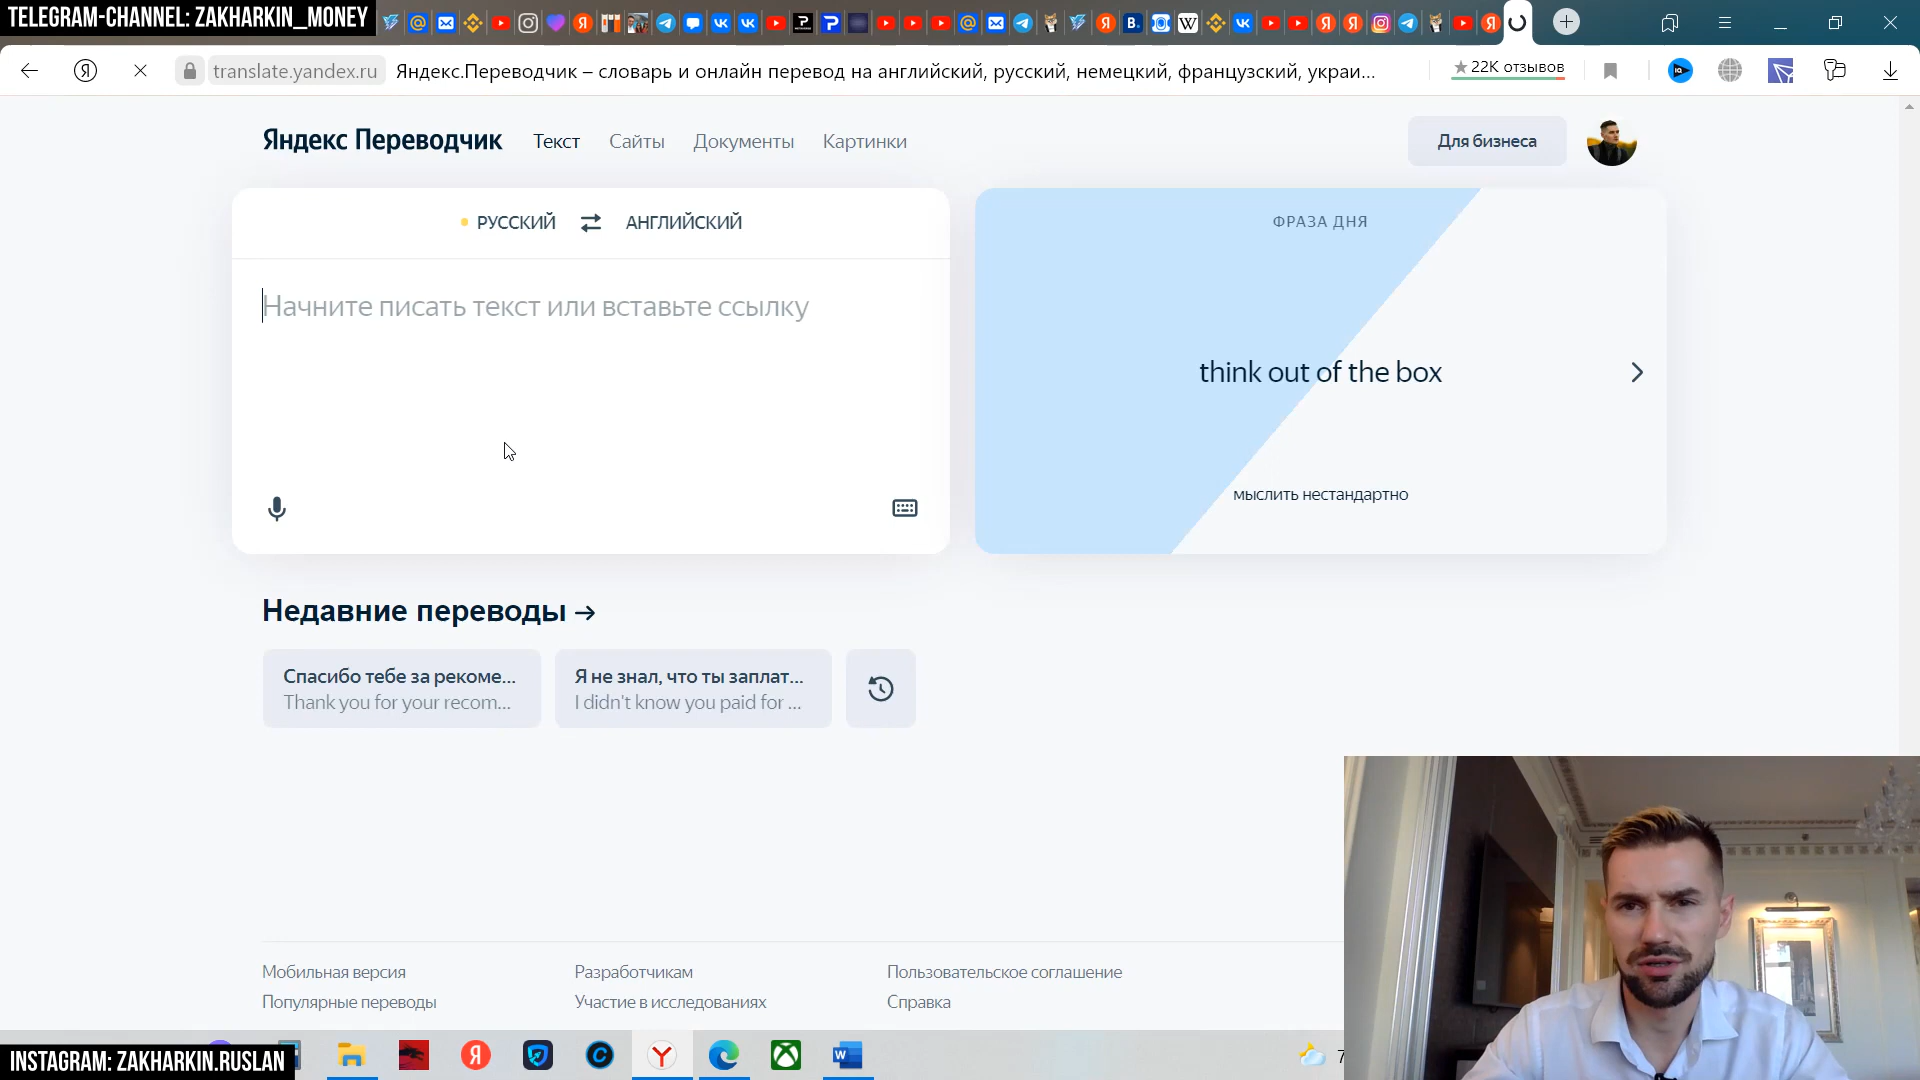 TELEGRAM-CHANNEL: ZAKHARKIN_MONEY
translate.yandex.ru
Яндекс.Переводчик – словарь и онлайн перевод на английский, русский, немецкий, французский, украи...
★ 22К отзывов
Яндекс Переводчик
Текст
Сайты
Документы
Картинки
Для бизнеса
РУССКИЙ
АНГЛИЙСКИЙ
Начните писать текст или вставьте ссылку
ФРАЗА ДНЯ
think out of the box
мыслить нестандартно
Недавние переводы →
Спасибо тебе за рекоме...
Thank you for your recom...
Я не знал, что ты заплат...
I didn't know you paid for ...
Мобильная версия
Разработчикам
Пользовательское соглашение
Популярные переводы
Участие в исследованиях
Справка
INSTAGRAM: ZAKHARKIN.RUSLAN